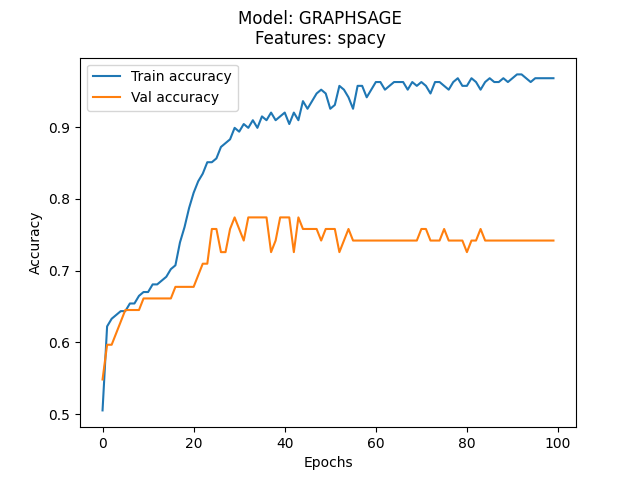 Model: GRAPHSAGE
Features: spacy
Train accuracy
Val accuracy
Accuracy
0.9
0.8
0.7
0.6
0.5
0 20 40 60 80 100
Epochs